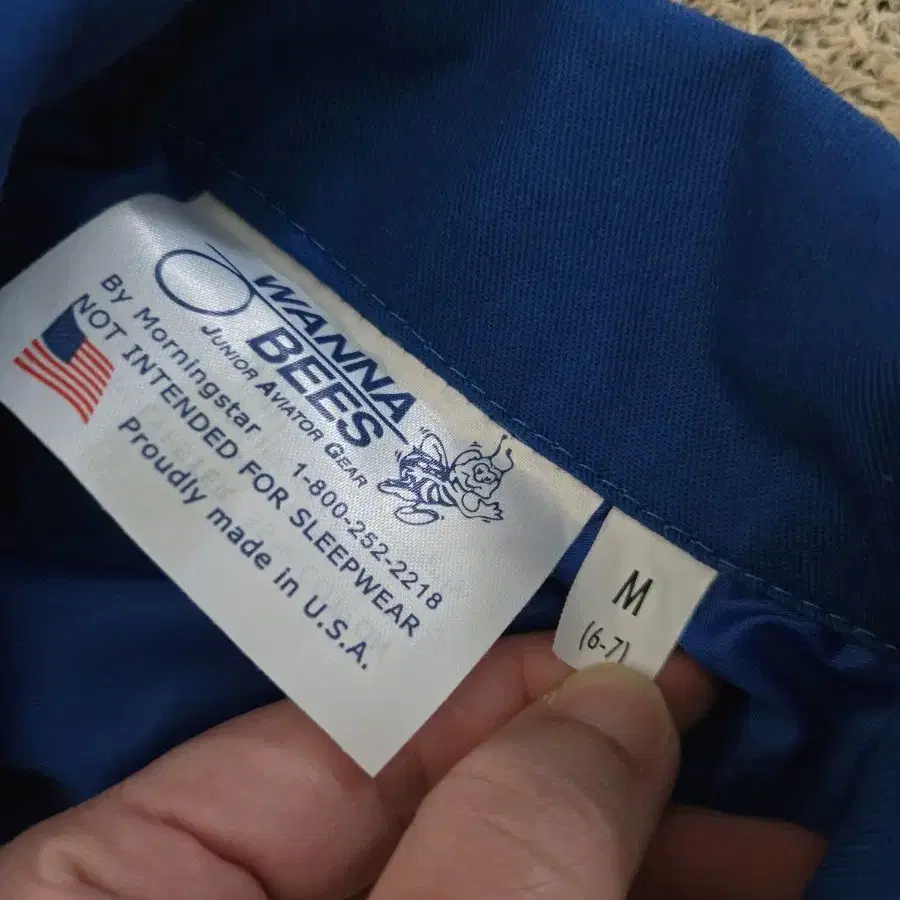 WANNA
BEES
JUNIOR AVIATOR GEAR
By Morningstar 1-800-252-2218
NOT INTENDED FOR SLEEPWEAR
Proudly made in U.S.A.
M
(6-7)